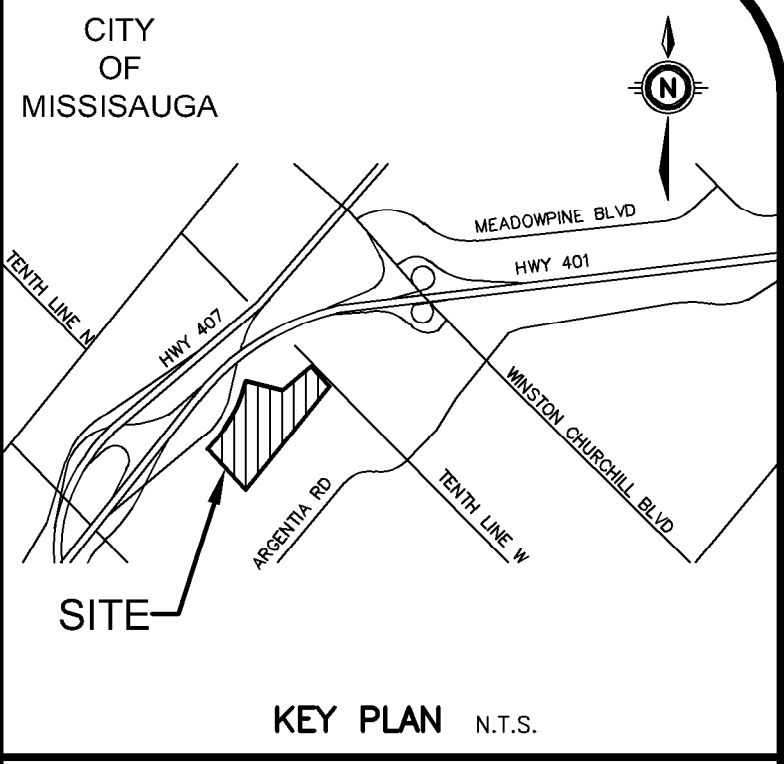 CITY
OF
MISSISAUGA
N
MEADOWPINE BLVD
HWY 401
TENTH LINE N
HWY 407
WINSTON CHURCHILL BLVD
TENTH LINE W
ARGENTIA RD
SITE
KEY PLAN N.T.S.